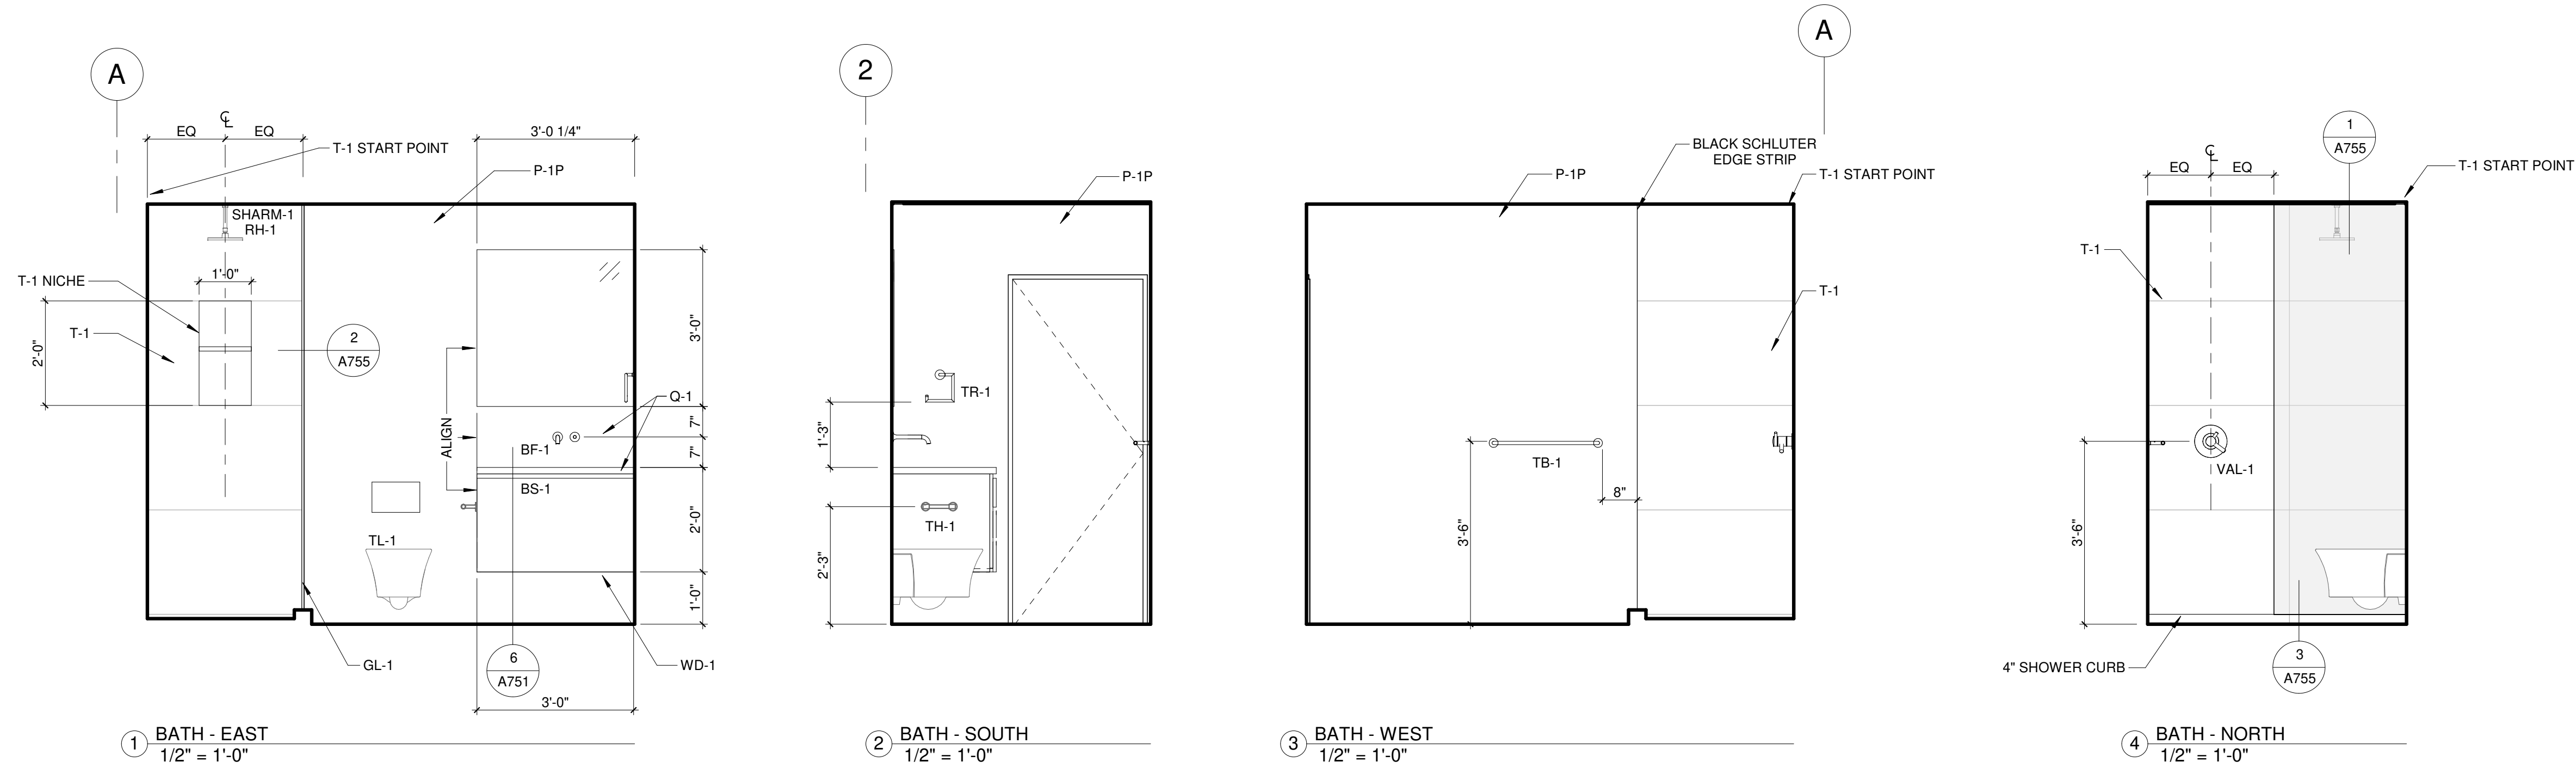 A
℄
EQ
EQ
3'-0 1/4"
T-1 START POINT
P-1P
SHARM-1
RH-1
1'-0"
T-1 NICHE
T-1
2'-0"
2
A755
3'-0"
Q-1
ALIGN
7"
BF-1
7"
BS-1
2'-0"
TL-1
1'-0"
GL-1
6
A751
WD-1
3'-0"
1
BATH - EAST
1/2" = 1'-0"
2
P-1P
TR-1
1'-3"
TH-1
2'-3"
2
BATH - SOUTH
1/2" = 1'-0"
A
BLACK SCHLUTER
EDGE STRIP
P-1P
T-1 START POINT
T-1
TB-1
8"
3'-6"
3
BATH - WEST
1/2" = 1'-0"
1
A755
℄
EQ
EQ
T-1 START POINT
T-1
VAL-1
3'-6"
4" SHOWER CURB
3
A755
4
BATH - NORTH
1/2" = 1'-0"